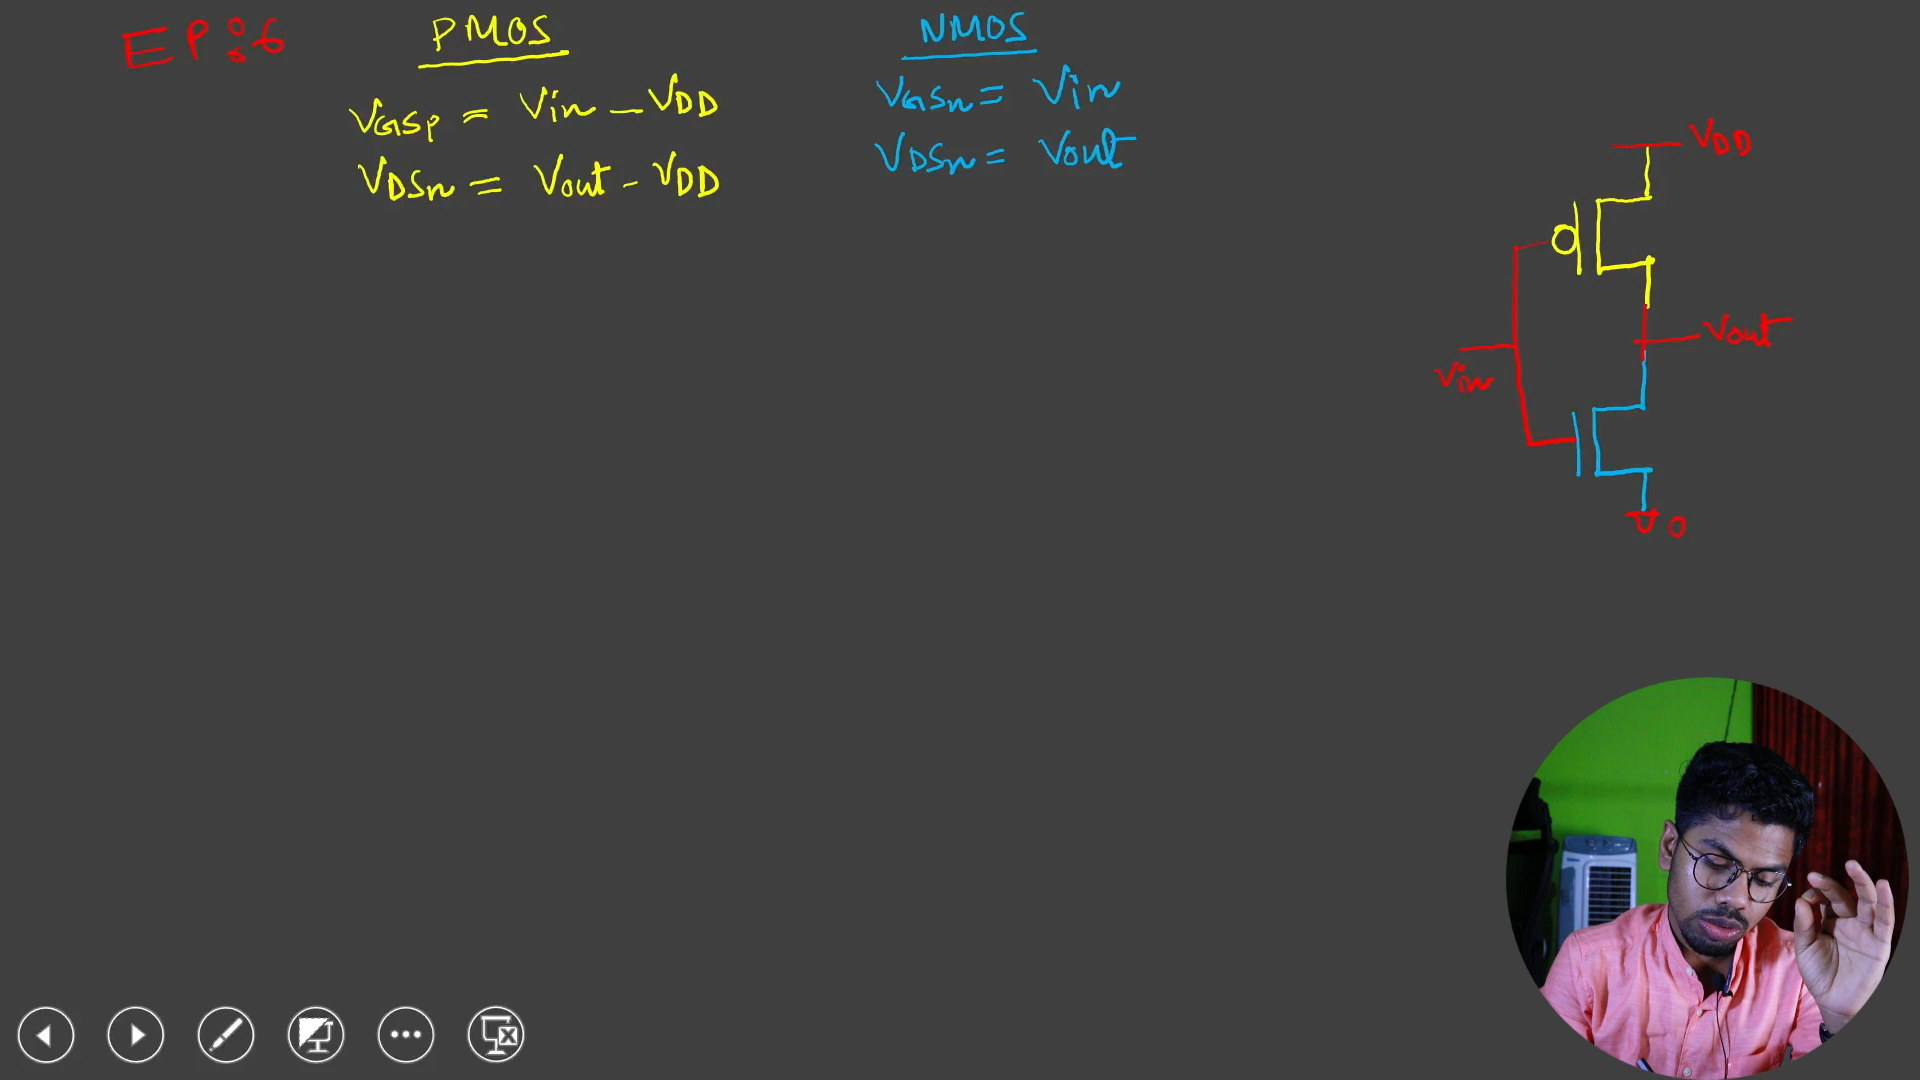 EP:6
PMOS
VGSp = Vin - VDD
VDSn = Vout - VDD
NMOS
VGSn = Vin
VDSn = Vout
VDD
Vout
Vin
0